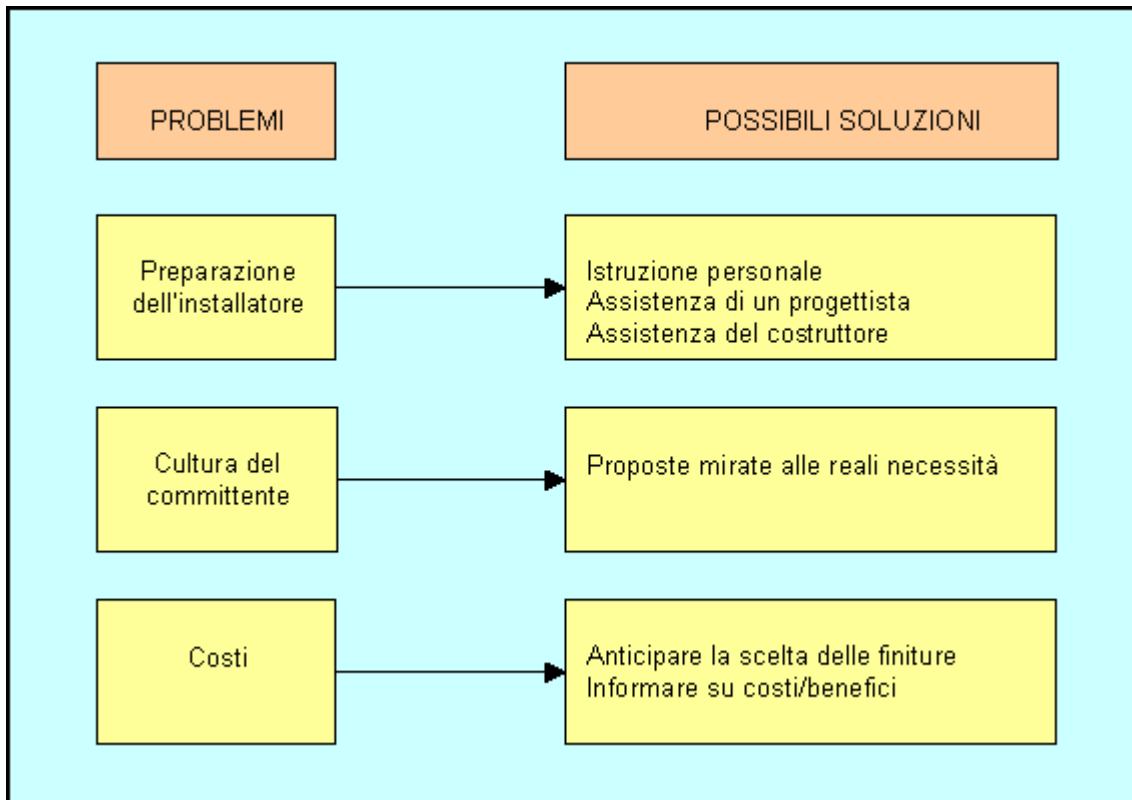 PROBLEMI
POSSIBILI SOLUZIONI
Preparazione
dell'installatore
Istruzione personale
Assistenza di un progettista
Assistenza del costruttore
Cultura del
committente
Proposte mirate alle reali necessità
Costi
Anticipare la scelta delle finiture
Informare su costi/benefici